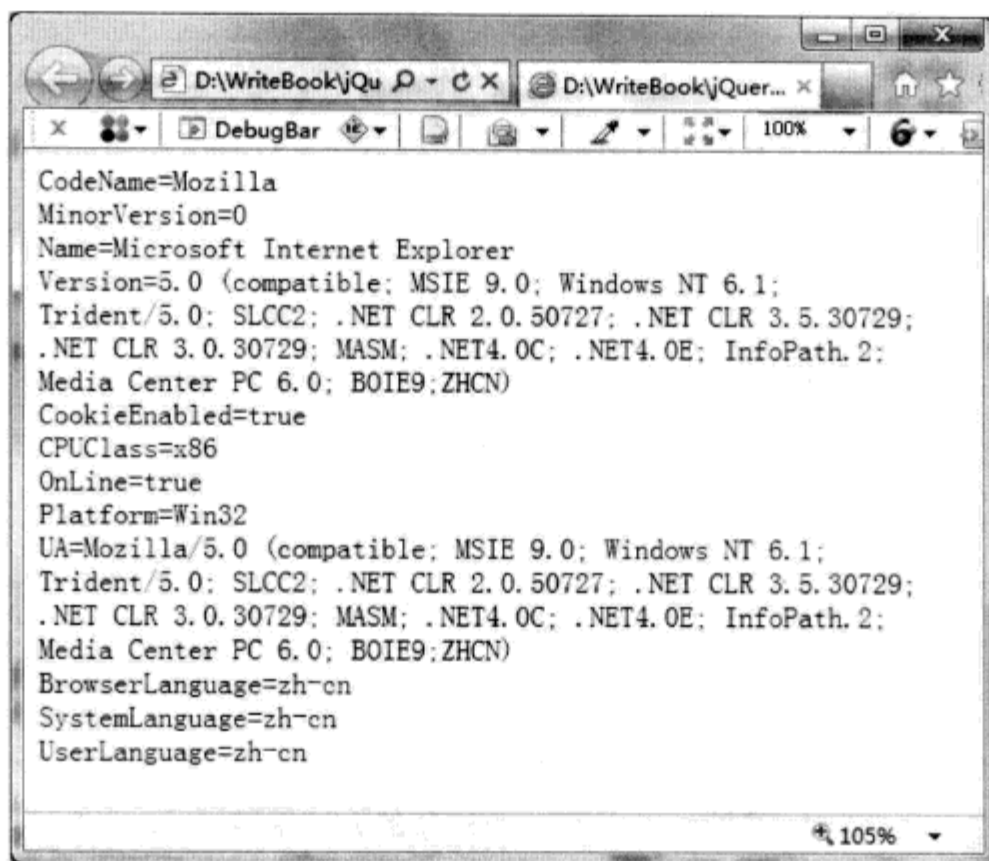 D:\WriteBook\jQu
D:\WriteBook\jQuer...
DebugBar
100%
CodeName=Mozilla
MinorVersion=0
Name=Microsoft Internet Explorer
Version=5.0 (compatible; MSIE 9.0; Windows NT 6.1;
Trident/5.0; SLCC2; .NET CLR 2.0.50727; .NET CLR 3.5.30729;
.NET CLR 3.0.30729; MASM; .NET4.0C; .NET4.0E; InfoPath.2;
Media Center PC 6.0; BOIE9;ZHCN)
CookieEnabled=true
CPUClass=x86
OnLine=true
Platform=Win32
UA=Mozilla/5.0 (compatible; MSIE 9.0; Windows NT 6.1;
Trident/5.0; SLCC2; .NET CLR 2.0.50727; .NET CLR 3.5.30729;
.NET CLR 3.0.30729; MASM; .NET4.0C; .NET4.0E; InfoPath.2;
Media Center PC 6.0; BOIE9;ZHCN)
BrowserLanguage=zh-cn
SystemLanguage=zh-cn
UserLanguage=zh-cn
105%